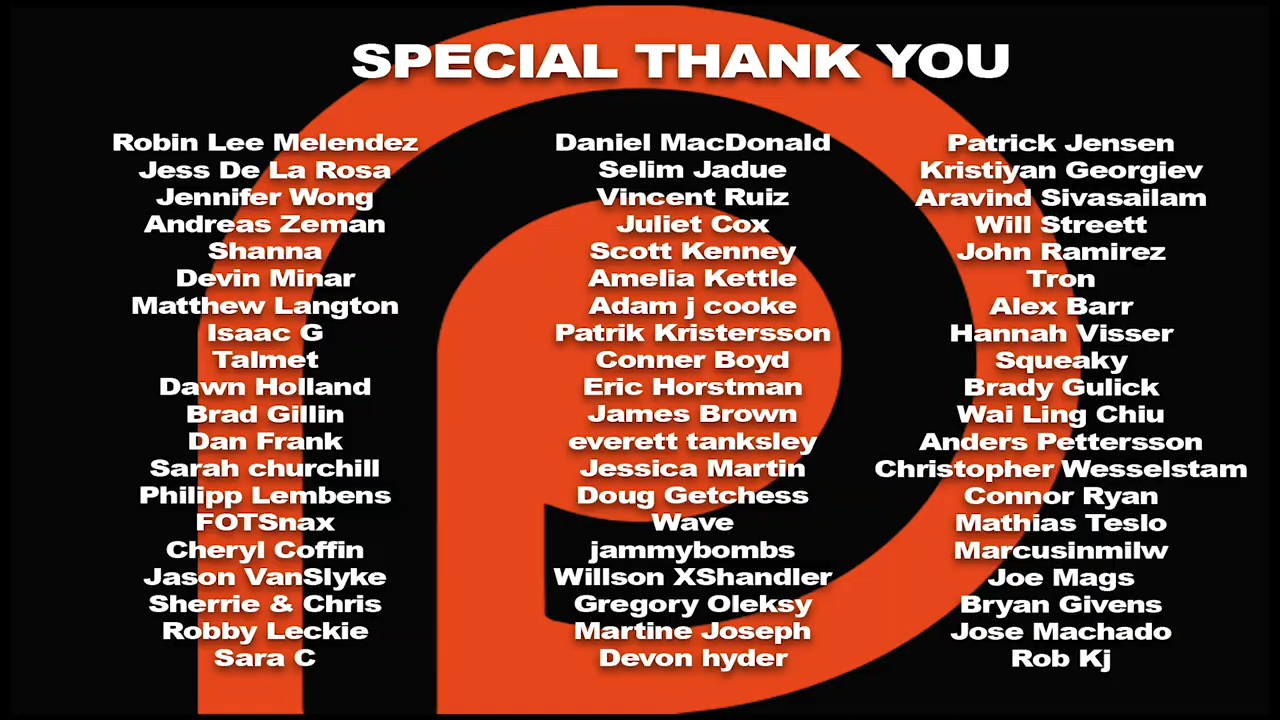 SPECIAL THANK YOU
Robin Lee Melendez
Jess De La Rosa
Jennifer Wong
Andreas Zeman
Shanna
Devin Minar
Matthew Langton
Isaac G
Talmet
Dawn Holland
Brad Gillin
Dan Frank
Sarah churchill
Philipp Lembens
FOTSnax
Cheryl Coffin
Jason VanSlyke
Sherrie & Chris
Robby Leckie
Sara C
Daniel MacDonald
Selim Jadue
Vincent Ruiz
Juliet Cox
Scott Kenney
Amelia Kettle
Adam j cooke
Patrik Kristersson
Conner Boyd
Eric Horstman
James Brown
everett tanksley
Jessica Martin
Doug Getchess
Wave
jammybombs
Willson XShandler
Gregory Oleksy
Martine Joseph
Devon hyder
Patrick Jensen
Kristiyan Georgiev
Aravind Sivasailam
Will Streett
John Ramirez
Tron
Alex Barr
Hannah Visser
Squeaky
Brady Gulick
Wai Ling Chiu
Anders Pettersson
Christopher Wesselstam
Connor Ryan
Mathias Teslo
Marcusinmilw
Joe Mags
Bryan Givens
Jose Machado
Rob Kj